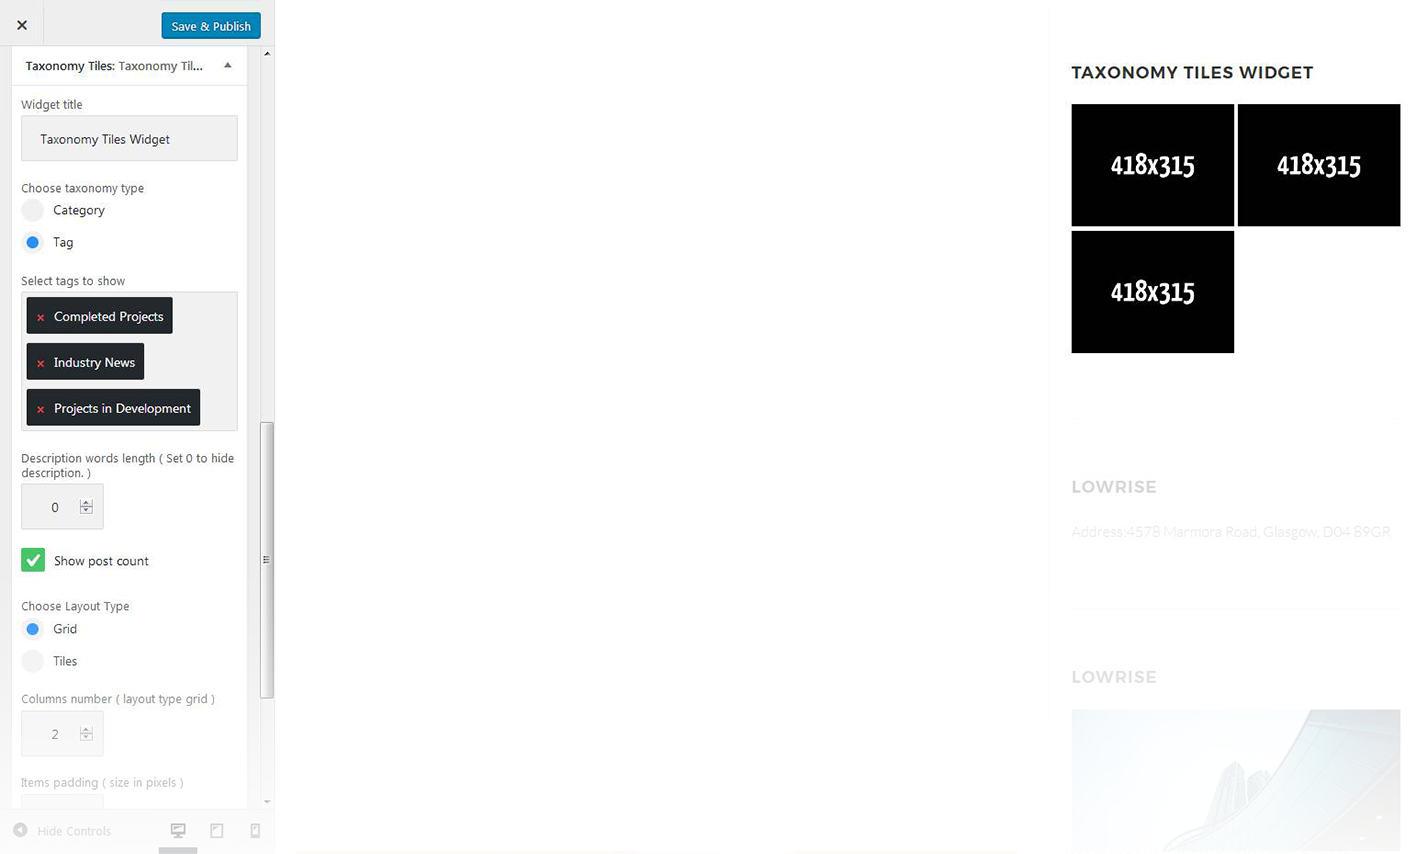 Save & Publish
Taxonomy Tiles: Taxonomy Til...
Widget title
Taxonomy Tiles Widget
Choose taxonomy type
Category
Tag
Select tags to show
× Completed Projects
× Industry News
× Projects in Development
Description words length ( Set 0 to hide
description. )
0
Show post count
Choose Layout Type
Grid
Tiles
Columns number ( layout type grid )
2
Items padding ( size in pixels )
Hide Controls
TAXONOMY TILES WIDGET
418x315
418x315
418x315
LOWRISE
Address:4578 Marmora Road, Glasgow, D04 89GR
LOWRISE